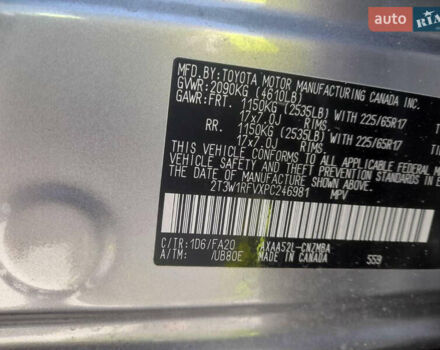 auto RIA
MFD.BY:TOYOTA MOTOR MANUFACTURING CANADA INC.
GVWR:2090KG (4610LB)
GAWR:FRT. 1150KG (2535LB) WITH 225/65R17
17x7.0J RIMS,
RR. 1150KG (2535LB) WITH 225/65R17
17x7.0J RIMS,
THIS VEHICLE CONFORMS TO ALL APPLICABLE FEDERAL
VEHICLE SAFETY AND THEFT PREVENTION STANDARDS IN E
THE DATE OF MANUFACTURE SHOWN ABOVE.
2T3W1RFVXPC246981 MPV
C/TR:1D6/FA20 AXAA52L-CNZMBA
A/TM: /UB80E MADE IN CANADA 559